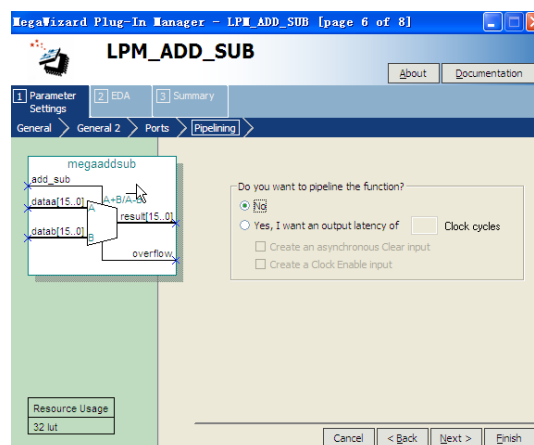 MegaWizard Plug-In Manager - LPM_ADD_SUB [page 6 of 8]
LPM_ADD_SUB
About
Documentation
1 Parameter Settings
2 EDA
3 Summary
General
General 2
Ports
Pipelining
megaaddsub
add_sub
A+B/A-B
dataa[15..0]
A
result[15..0]
datab[15..0]
B
overflow
Do you want to pipeline the function?
No
Yes, I want an output latency of
Clock cycles
Create an asynchronous Clear input
Create a Clock Enable input
Resource Usage
32 lut
Cancel
< Back
Next >
Finish